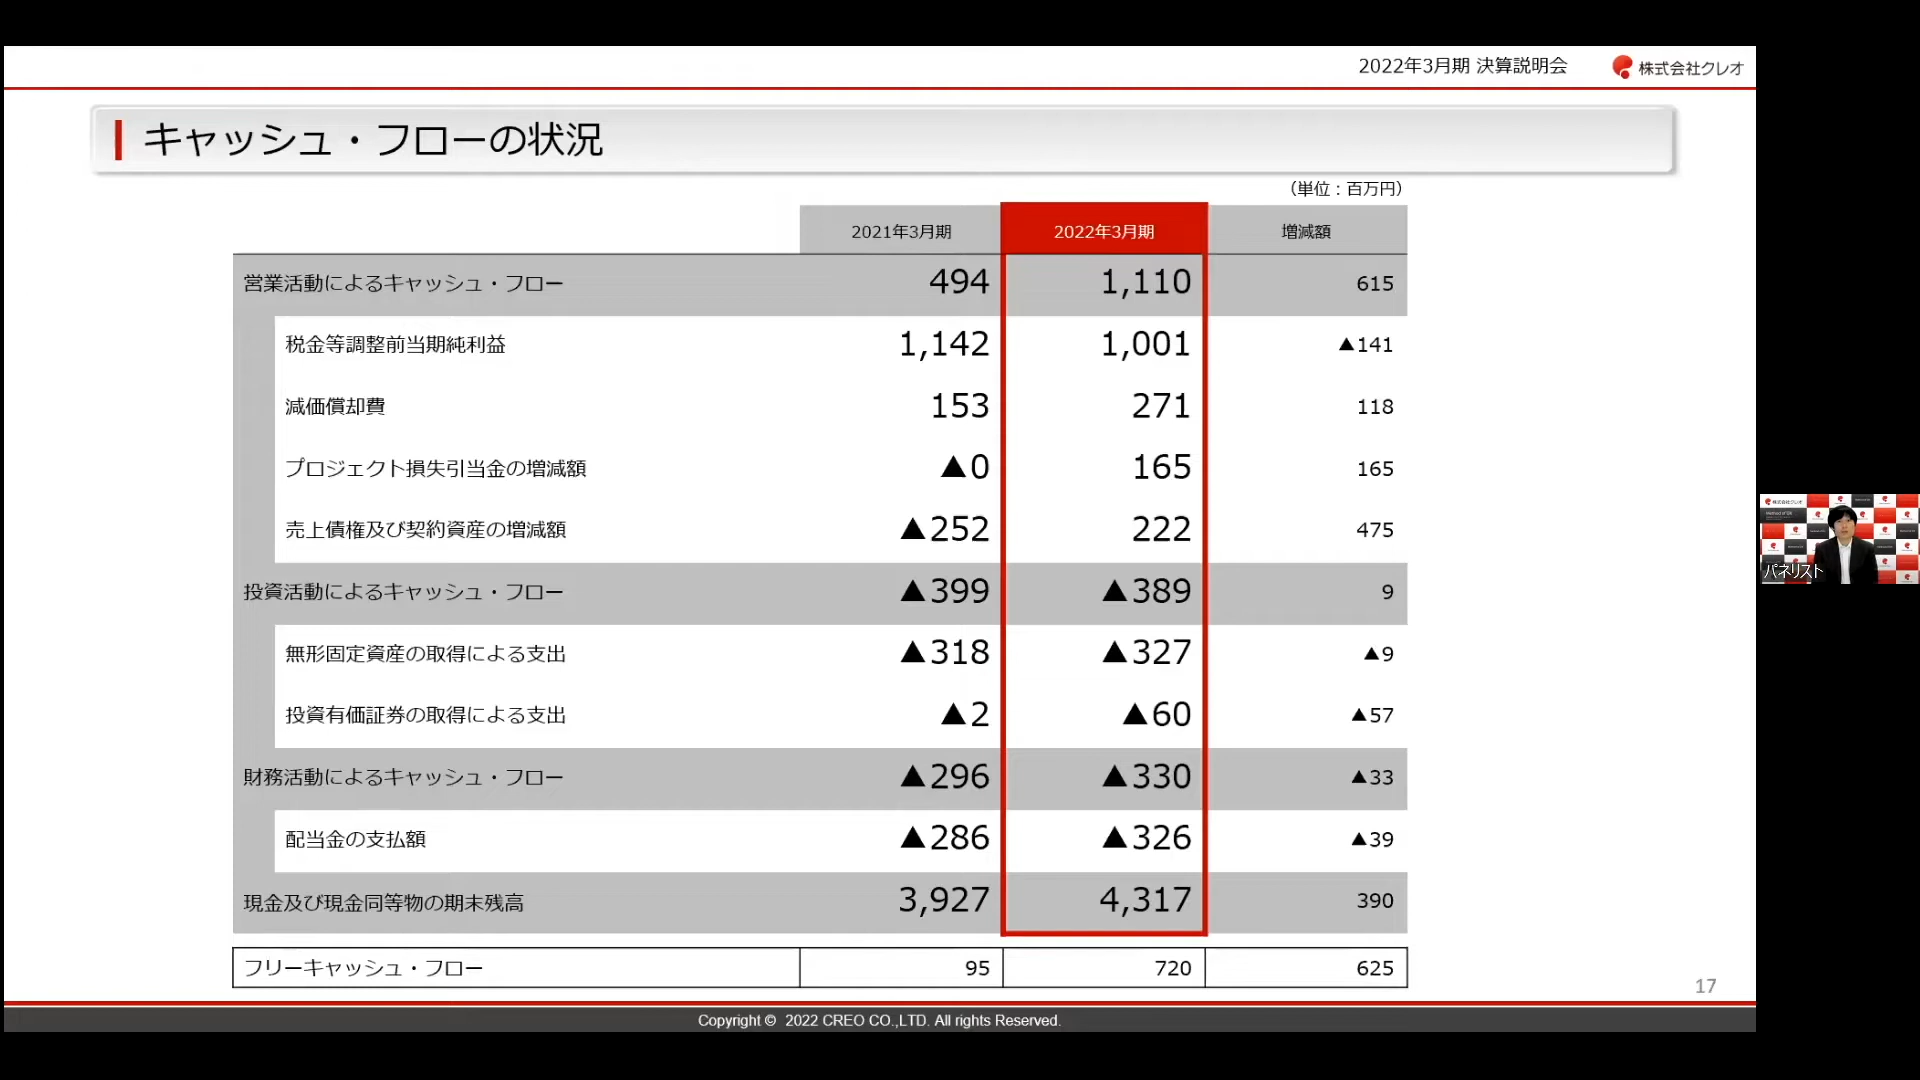 2022年3月期 決算説明会
株式会社クレオ
キャッシュ・フローの状況
（単位：百万円）
2021年3月期 2022年3月期 増減額
営業活動によるキャッシュ・フロー 494 1,110 615
税金等調整前当期純利益 1,142 1,001 ▲141
減価償却費 153 271 118
プロジェクト損失引当金の増減額 ▲0 165 165
売上債権及び契約資産の増減額 ▲252 222 475
投資活動によるキャッシュ・フロー ▲399 ▲389 9
無形固定資産の取得による支出 ▲318 ▲327 ▲9
投資有価証券の取得による支出 ▲2 ▲60 ▲57
財務活動によるキャッシュ・フロー ▲296 ▲330 ▲33
配当金の支払額 ▲286 ▲326 ▲39
現金及び現金同等物の期末残高 3,927 4,317 390
フリーキャッシュ・フロー 95 720 625
17
Copyright © 2022 CREO CO.,LTD. All rights Reserved.
株式会社クレオ
パネリスト